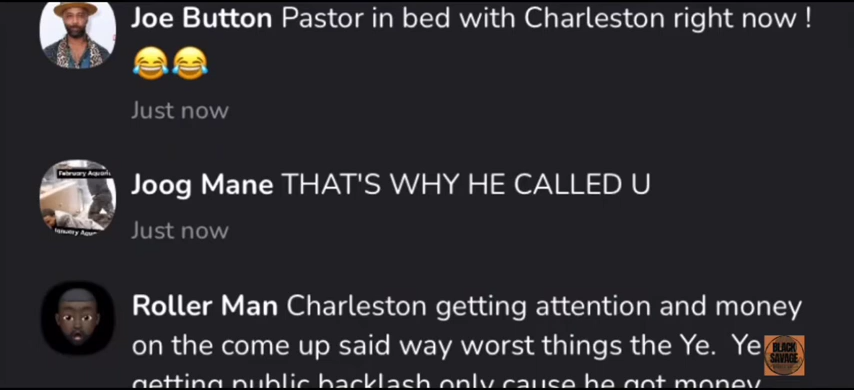 Joe Button Pastor in bed with Charleston right now !
😂😂
Just now
February Aquarius
Joog Mane THAT'S WHY HE CALLED U
Just now
Roller Man Charleston getting attention and money
on the come up said way worst things the Ye. Ye
BLACK
SAVAGE
getting public backlash only cause he got money